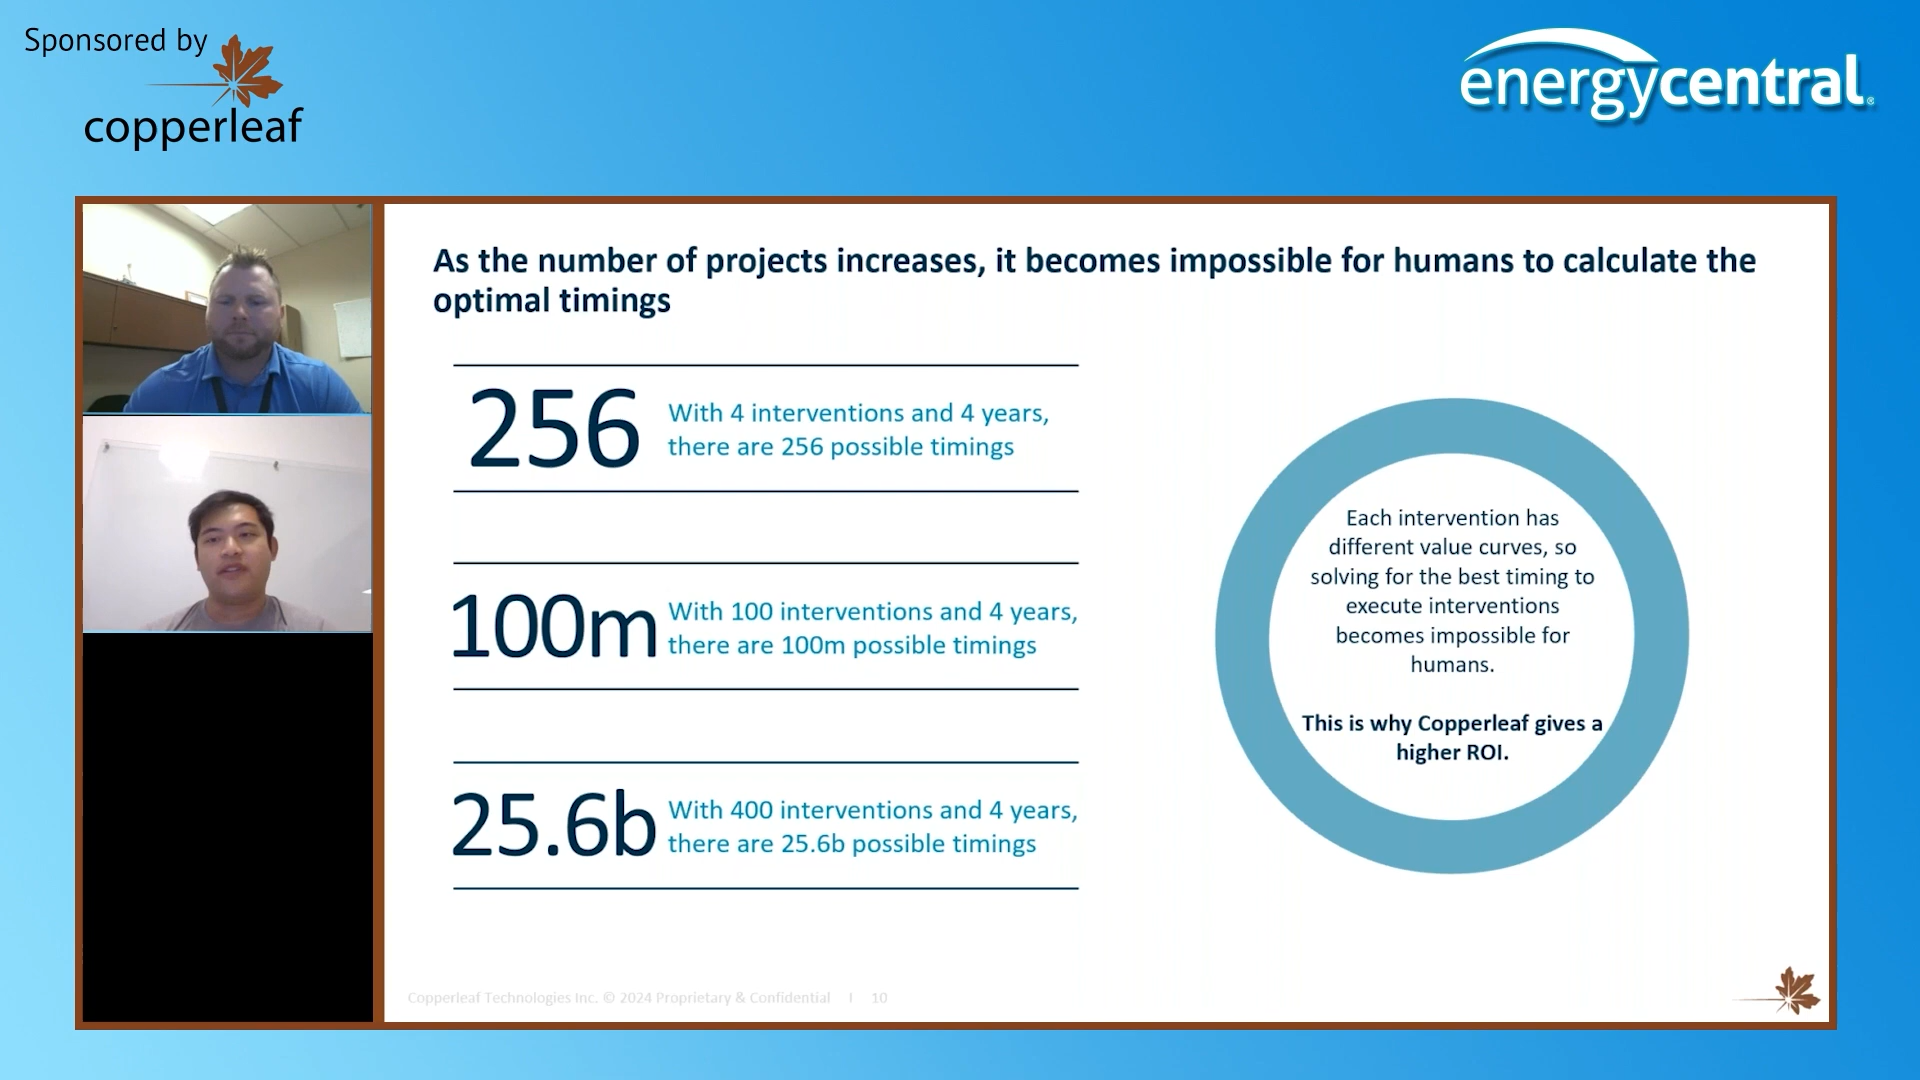 Sponsored by
copperleaf
energycentral®
As the number of projects increases, it becomes impossible for humans to calculate the
optimal timings
256
With 4 interventions and 4 years,
there are 256 possible timings
100m
With 100 interventions and 4 years,
there are 100m possible timings
25.6b
With 400 interventions and 4 years,
there are 25.6b possible timings
Each intervention has
different value curves, so
solving for the best timing to
execute interventions
becomes impossible for
humans.
This is why Copperleaf gives a
higher ROI.
Copperleaf Technologies Inc. © 2024 Proprietary & Confidential | 10